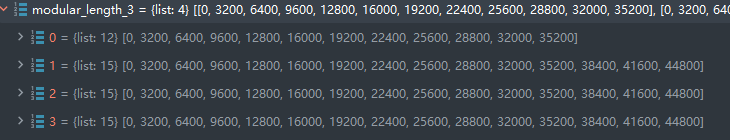 modular_length_3 = {list: 4} [[0, 3200, 6400, 9600, 12800, 16000, 19200, 22400, 25600, 28800, 32000, 35200], [0, 3200, 640
0 = {list: 12} [0, 3200, 6400, 9600, 12800, 16000, 19200, 22400, 25600, 28800, 32000, 35200]
1 = {list: 15} [0, 3200, 6400, 9600, 12800, 16000, 19200, 22400, 25600, 28800, 32000, 35200, 38400, 41600, 44800]
2 = {list: 15} [0, 3200, 6400, 9600, 12800, 16000, 19200, 22400, 25600, 28800, 32000, 35200, 38400, 41600, 44800]
3 = {list: 15} [0, 3200, 6400, 9600, 12800, 16000, 19200, 22400, 25600, 28800, 32000, 35200, 38400, 41600, 44800]